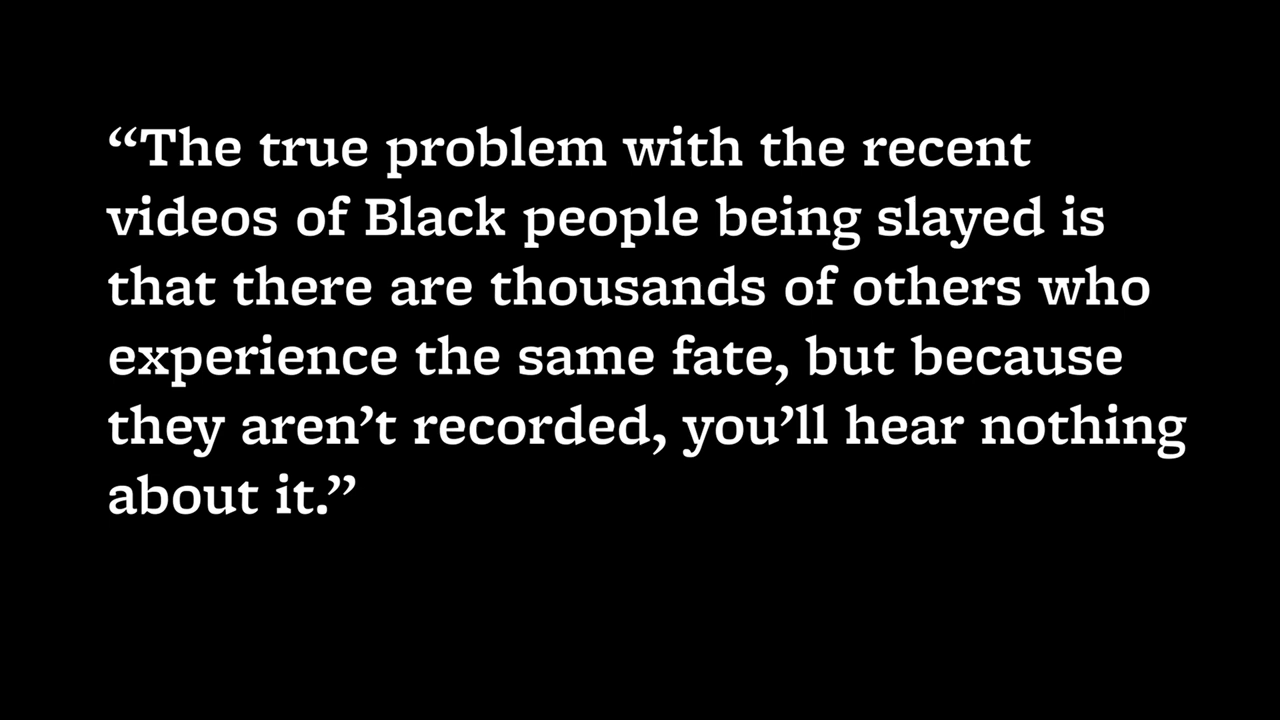 “The true problem with the recent
videos of Black people being slayed is
that there are thousands of others who
experience the same fate, but because
they aren’t recorded, you’ll hear nothing
about it.”